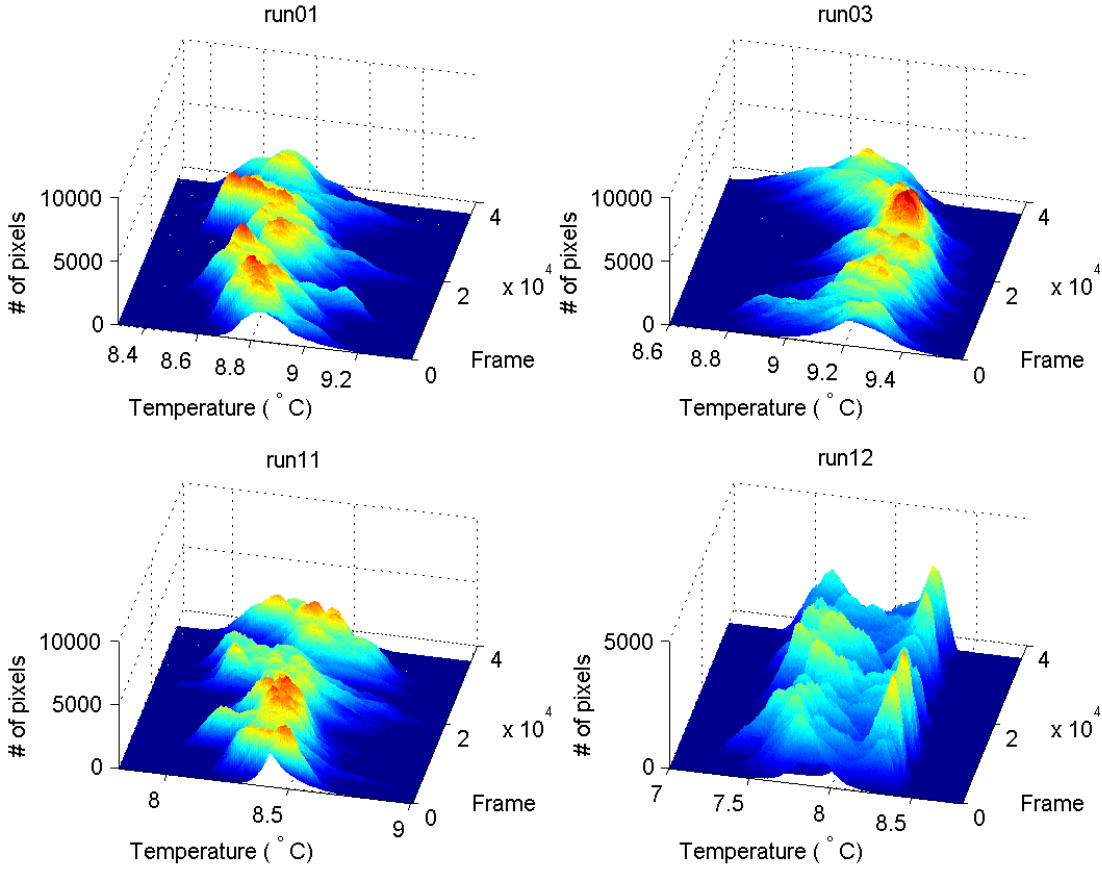 run01
10000
5000
0
# of pixels
8.4
8.6
8.8
9
9.2
Temperature ( ° C)
0
2
4
x 10^4
Frame
run03
10000
5000
0
# of pixels
8.6
8.8
9
9.2
9.4
Temperature ( ° C)
0
2
4
x 10^4
Frame
run11
10000
5000
0
# of pixels
8
8.5
9
Temperature ( ° C)
0
2
4
x 10^4
Frame
run12
5000
0
# of pixels
7
7.5
8
8.5
Temperature ( ° C)
0
2
4
x 10^4
Frame